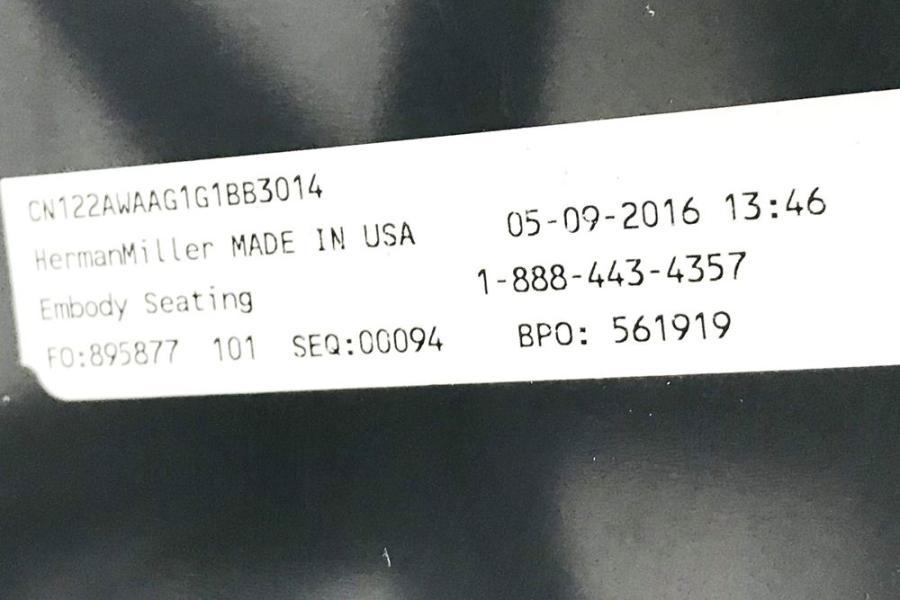 CN122AWAAG1G1BB3014
HermanMiller MADE IN USA 05-09-2016 13:46
Embody Seating 1-888-443-4357
FO:895877 101 SEQ:00094 BPO: 561919